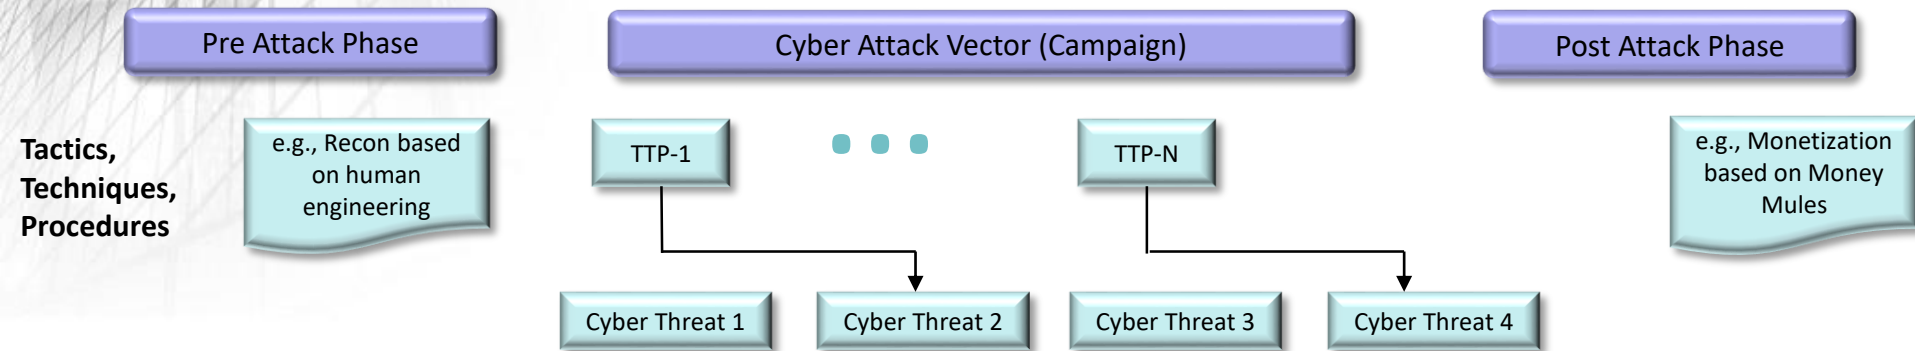 Pre Attack Phase
Cyber Attack Vector (Campaign)
Post Attack Phase
Tactics,
Techniques,
Procedures
e.g., Recon based
on human
engineering
TTP-1
TTP-N
e.g., Monetization
based on Money
Mules
Cyber Threat 1
Cyber Threat 2
Cyber Threat 3
Cyber Threat 4